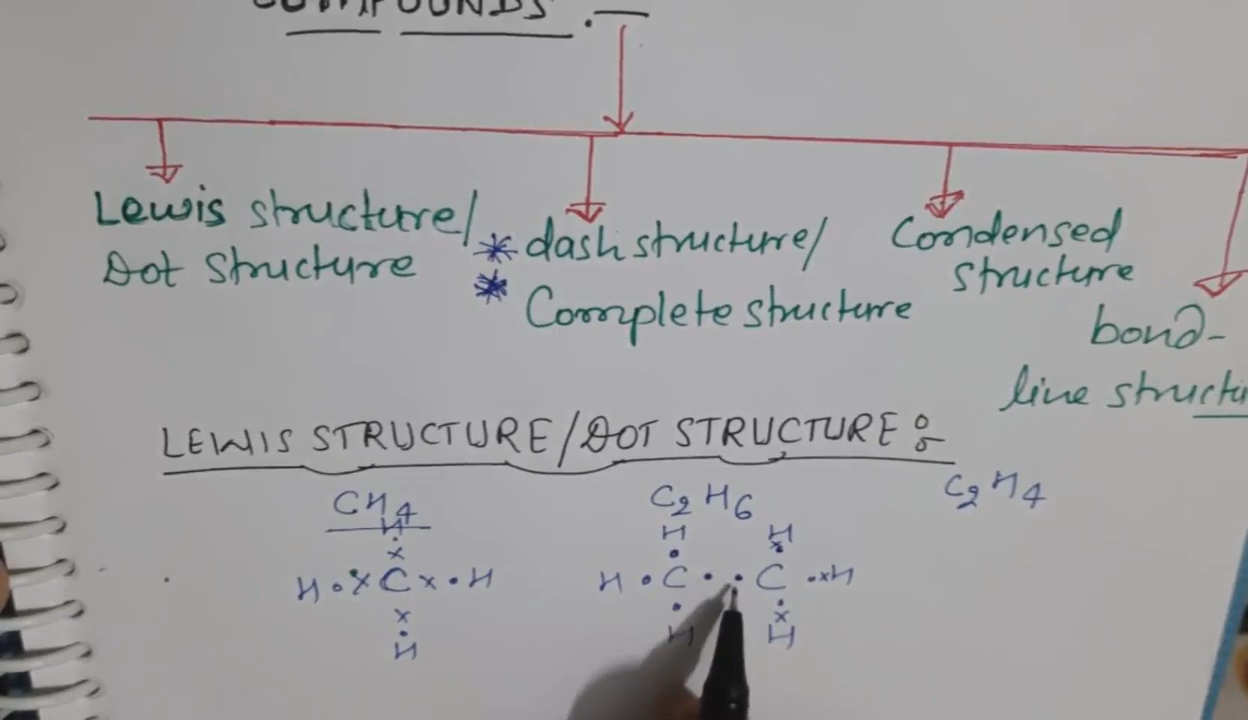 COMPOUNDS :-
Lewis structure/
Dot structure
* dash structure/
* Complete structure
Condensed
structure
bond-
line structu
LEWIS STRUCTURE/DOT STRUCTURE :-
CH4
H
H • x C x • H
x
•
H
C2H6
H H
H • C • • C •x H
H H
C2H4